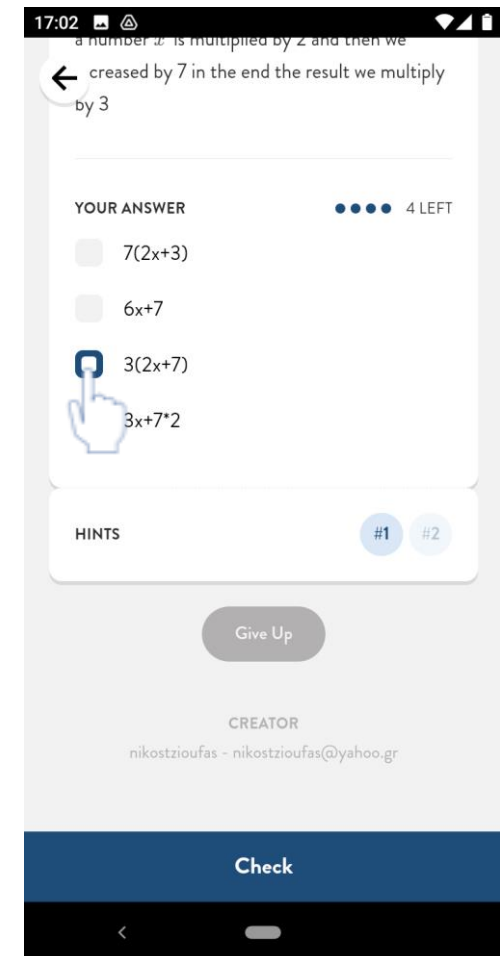 17:02
a number x is multiplied by 2 and then we
creased by 7 in the end the result we multiply
by 3
YOUR ANSWER 4 LEFT
7(2x+3)
6x+7
3(2x+7)
3x+7*2
HINTS #1 #2
Give Up
CREATOR
nikostzioufas - nikostzioufas@yahoo.gr
Check